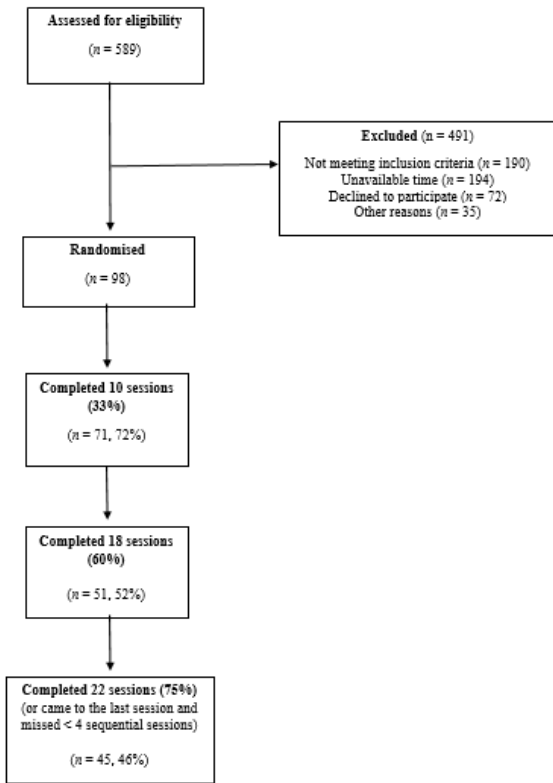 Assessed for eligibility
(n = 589)
Excluded (n = 491)
Not meeting inclusion criteria (n = 190)
Unavailable time (n = 194)
Declined to participate (n = 72)
Other reasons (n = 35)
Randomised
(n = 98)
Completed 10 sessions
(33%)
(n = 71, 72%)
Completed 18 sessions
(60%)
(n = 51, 52%)
Completed 22 sessions (75%)
(or came to the last session and
missed < 4 sequential sessions)
(n = 45, 46%)